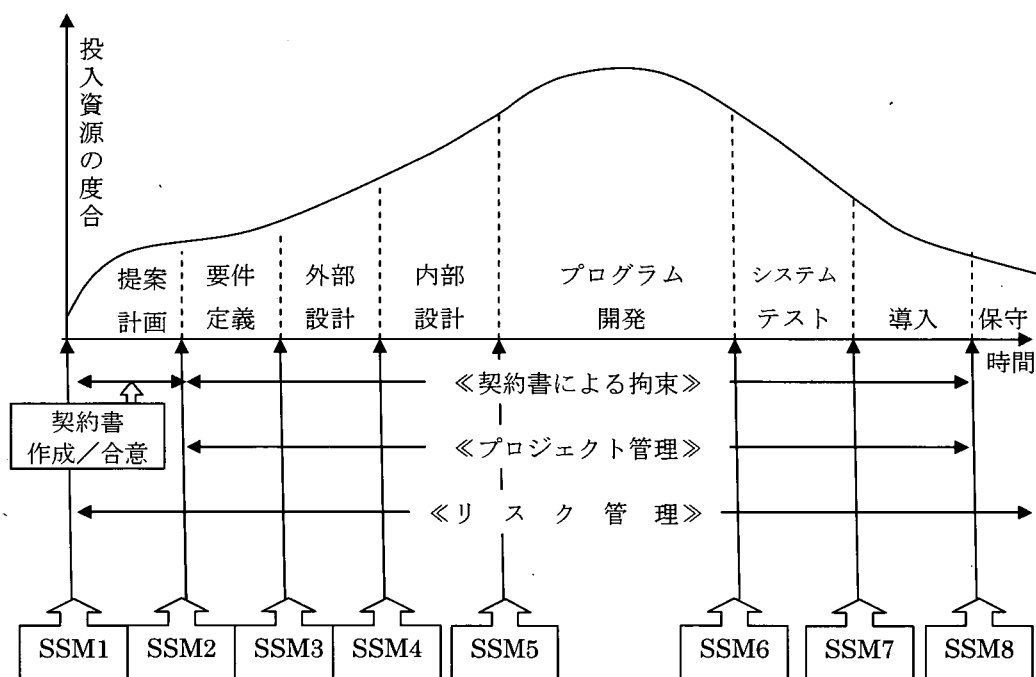 投入資源の度合
提案
計画
要件
定義
外部
設計
内部
設計
プログラム
開発
システム
テスト
導入
保守
時間
≪契約書による拘束≫
契約書
作成／合意
≪プロジェクト管理≫
≪リスク管理≫
SSM1
SSM2
SSM3
SSM4
SSM5
SSM6
SSM7
SSM8